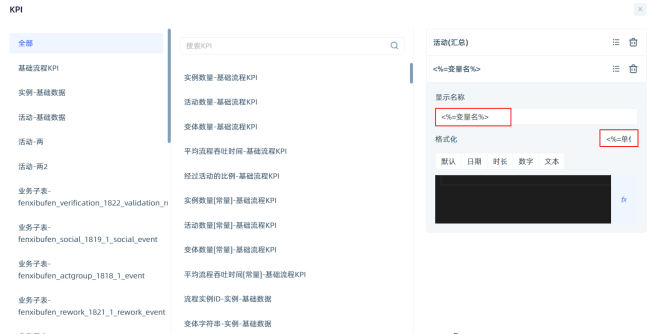 KPI
全部
基础流程KPI
实例-基础数据
活动-基础数据
活动-两
活动-两2
业务子表-
fenxibufen_verification_1822_validation_r
业务子表-
fenxibufen_social_1819_1_social_event
业务子表-
fenxibufen_actgroup_1818_1_event
业务子表-
fenxibufen_rework_1821_1_rework_event
搜索KPI
实例数量-基础流程KPI
活动数量-基础流程KPI
变体数量-基础流程KPI
平均流程吞吐时间-基础流程KPI
经过活动的比例-基础流程KPI
实例数量[常量]-基础流程KPI
活动数量[常量]-基础流程KPI
变体数量[常量]-基础流程KPI
平均流程吞吐时间[常量]-基础流程KPI
流程实例ID-实例-基础数据
变体字符串-实例-基础数据
活动(汇总)
<%=变量名%>
显示名称
<%=变量名%>
格式化
<%=单
默认 日期 时长 数字 文本
fx